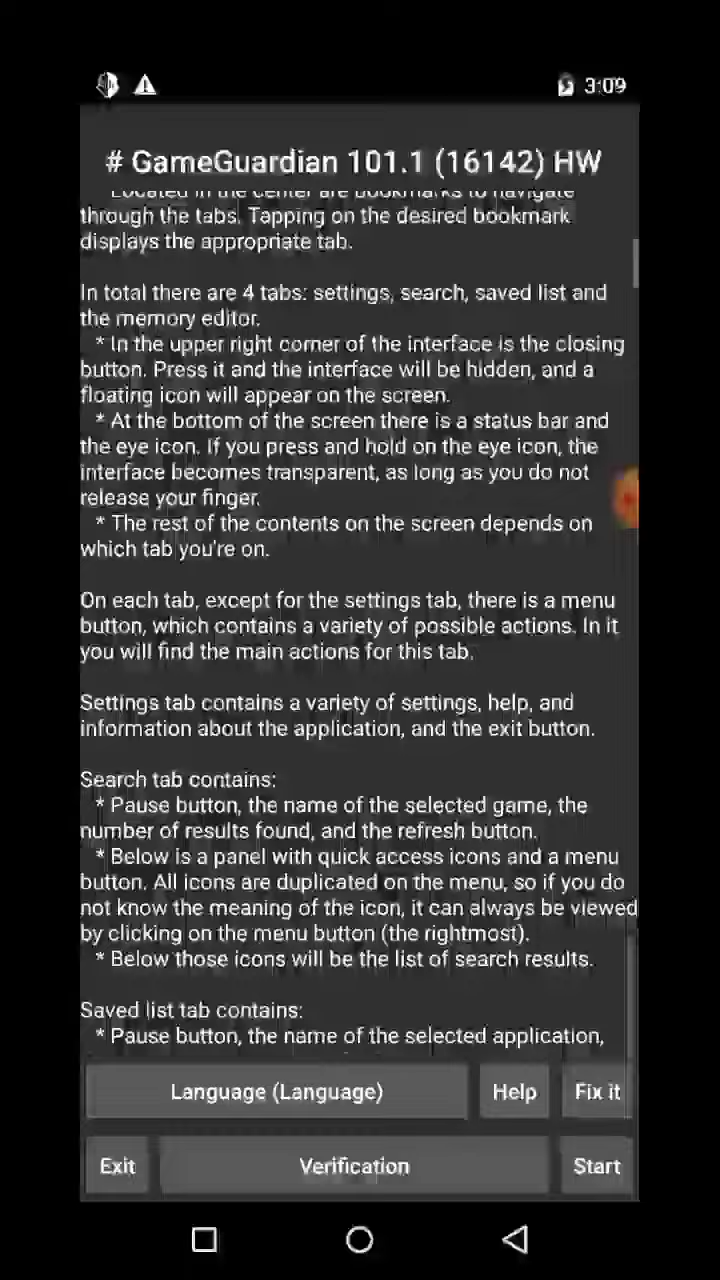 3:09
# GameGuardian 101.1 (16142) HW
Located in the center are bookmarks to navigate
through the tabs. Tapping on the desired bookmark
displays the appropriate tab.
In total there are 4 tabs: settings, search, saved list and
the memory editor.
* In the upper right corner of the interface is the closing
button. Press it and the interface will be hidden, and a
floating icon will appear on the screen.
* At the bottom of the screen there is a status bar and
the eye icon. If you press and hold on the eye icon, the
interface becomes transparent, as long as you do not
release your finger.
* The rest of the contents on the screen depends on
which tab you're on.
On each tab, except for the settings tab, there is a menu
button, which contains a variety of possible actions. In it
you will find the main actions for this tab.
Settings tab contains a variety of settings, help, and
information about the application, and the exit button.
Search tab contains:
* Pause button, the name of the selected game, the
number of results found, and the refresh button.
* Below is a panel with quick access icons and a menu
button. All icons are duplicated on the menu, so if you do
not know the meaning of the icon, it can always be viewed
by clicking on the menu button (the rightmost).
* Below those icons will be the list of search results.
Saved list tab contains:
* Pause button, the name of the selected application,
Language (Language) Help Fix it
Exit Verification Start